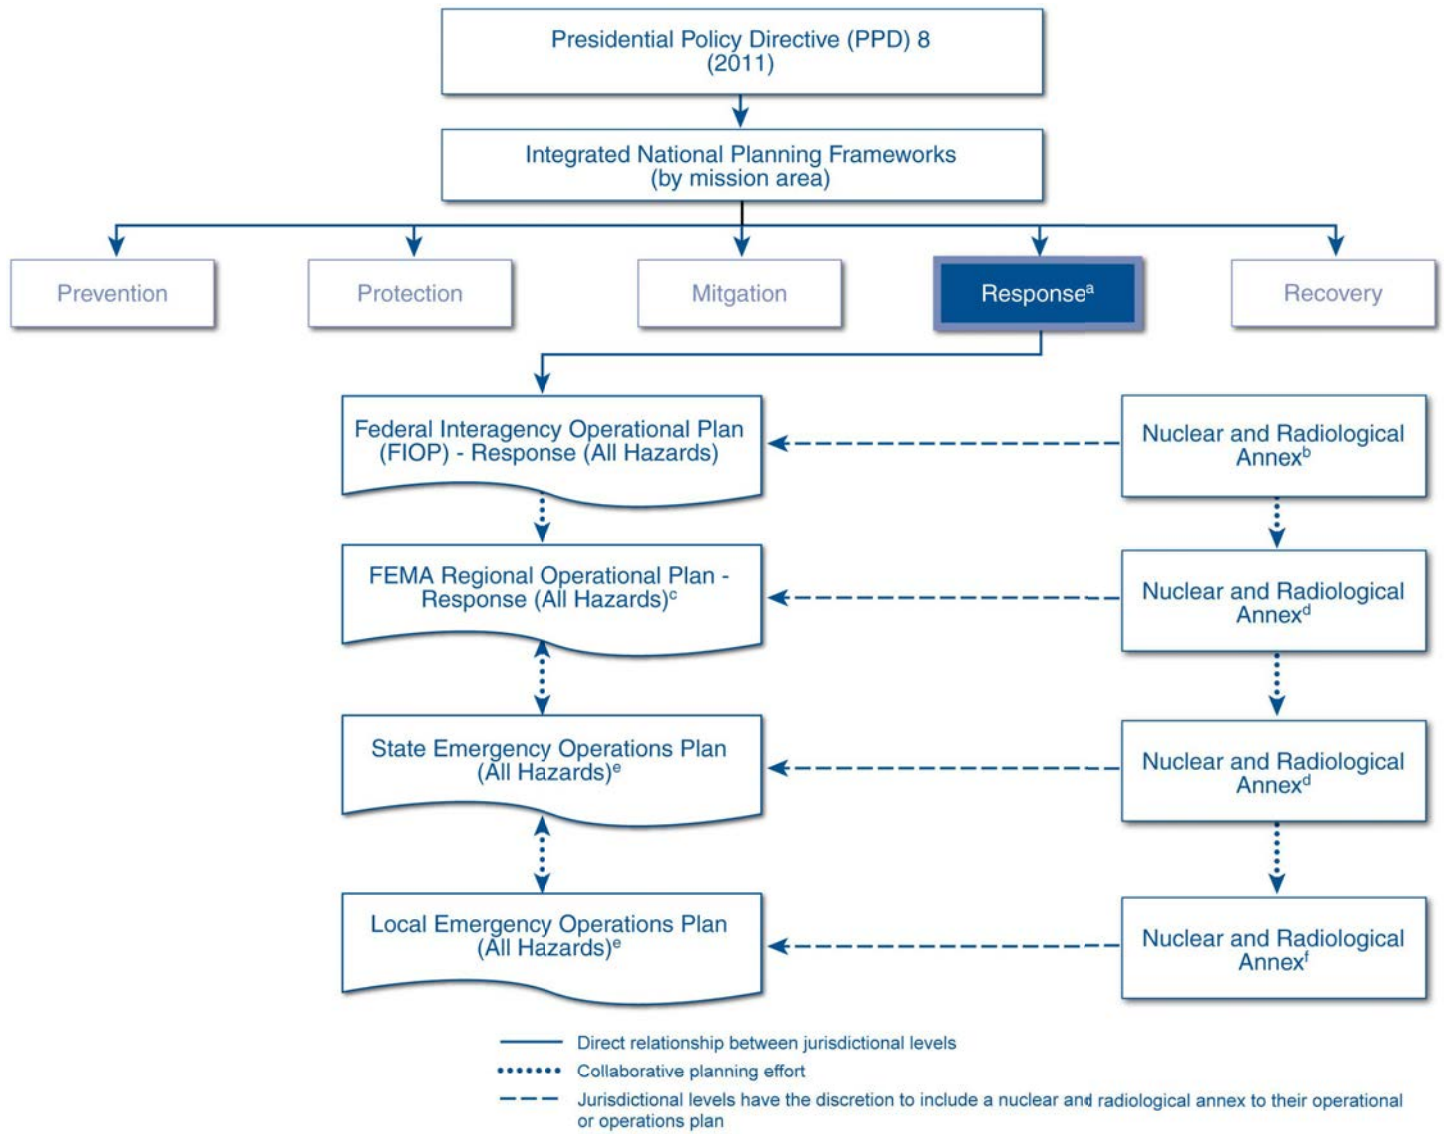 Presidential Policy Directive (PPD) 8
(2011)
Integrated National Planning Frameworks
(by mission area)
Prevention
Protection
Mitgation
Responseᵃ
Recovery
Federal Interagency Operational Plan
(FIOP) - Response (All Hazards)
Nuclear and Radiological
Annexᵇ
FEMA Regional Operational Plan -
Response (All Hazards)ᶜ
Nuclear and Radiological
Annexᵈ
State Emergency Operations Plan
(All Hazards)ᵉ
Nuclear and Radiological
Annexᵈ
Local Emergency Operations Plan
(All Hazards)ᵉ
Nuclear and Radiological
Annexᶠ
Direct relationship between jurisdictional levels
Collaborative planning effort
Jurisdictional levels have the discretion to include a nuclear and radiological annex to their operational
or operations plan